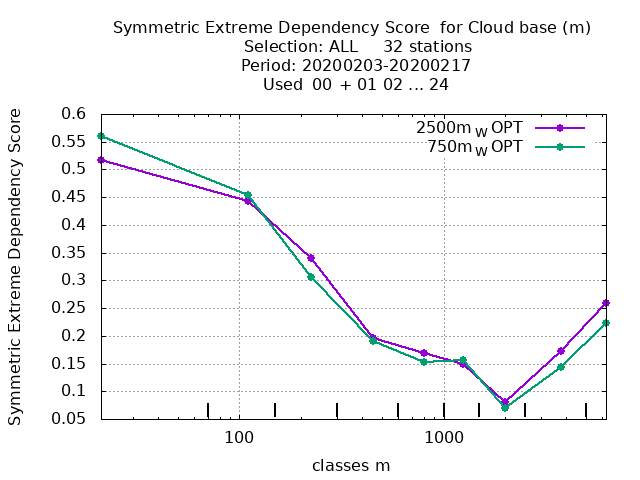 Symmetric Extreme Dependency Score  for Cloud base (m)
Selection: ALL     32 stations
Period: 20200203-20200217
Used  00 + 01 02 ... 24
2500m W OPT
750m W OPT
Symmetric Extreme Dependency Score
0.6
0.55
0.5
0.45
0.4
0.35
0.3
0.25
0.2
0.15
0.1
0.05
100
1000
classes m